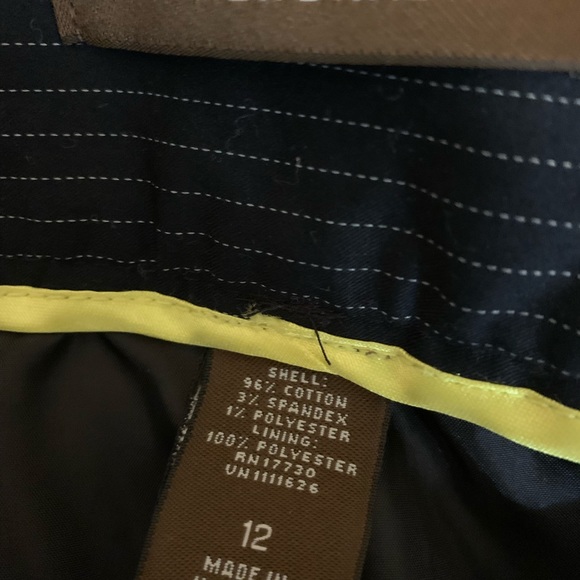 SHELL:
96% COTTON
3% SPANDEX
1% POLYESTER
LINING:
100% POLYESTER
RN17730
VN1111626
12
MADE IN